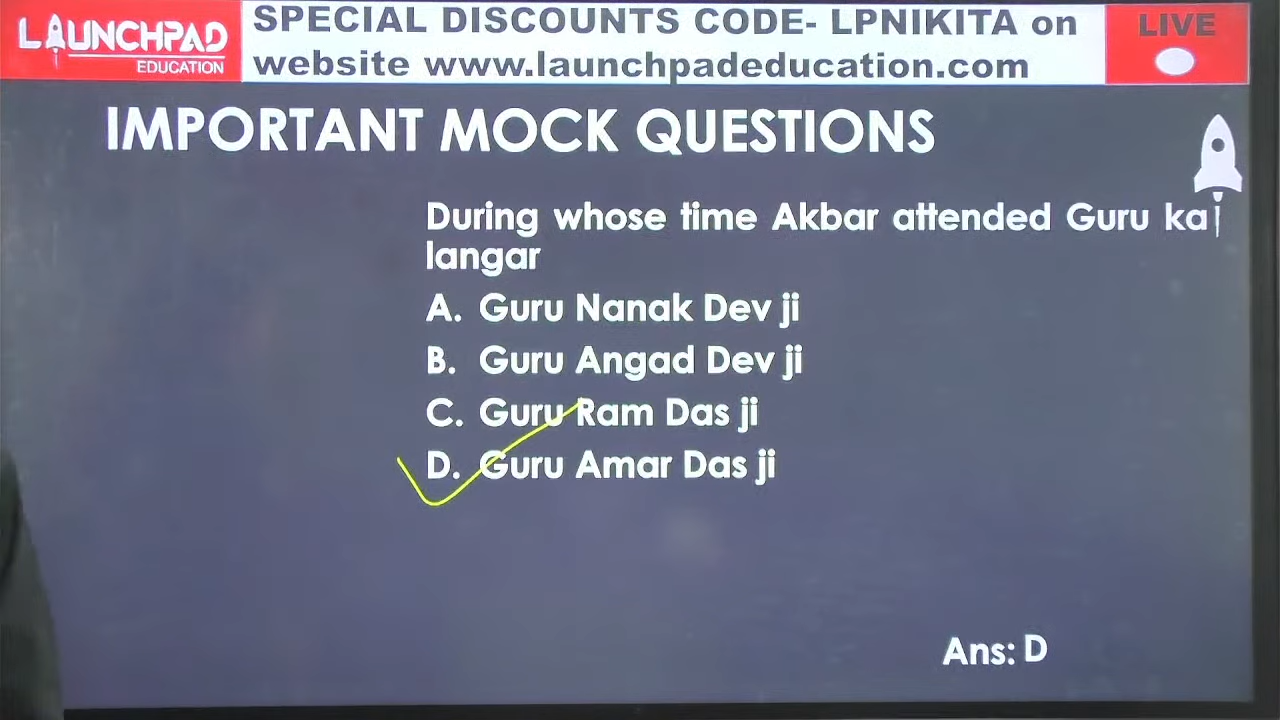 LAUNCHPAD
EDUCATION
SPECIAL DISCOUNTS CODE- LPNIKITA on
website www.launchpadeducation.com
LIVE
IMPORTANT MOCK QUESTIONS
During whose time Akbar attended Guru ka
langar
A. Guru Nanak Dev ji
B. Guru Angad Dev ji
C. Guru Ram Das ji
D. Guru Amar Das ji
Ans: D